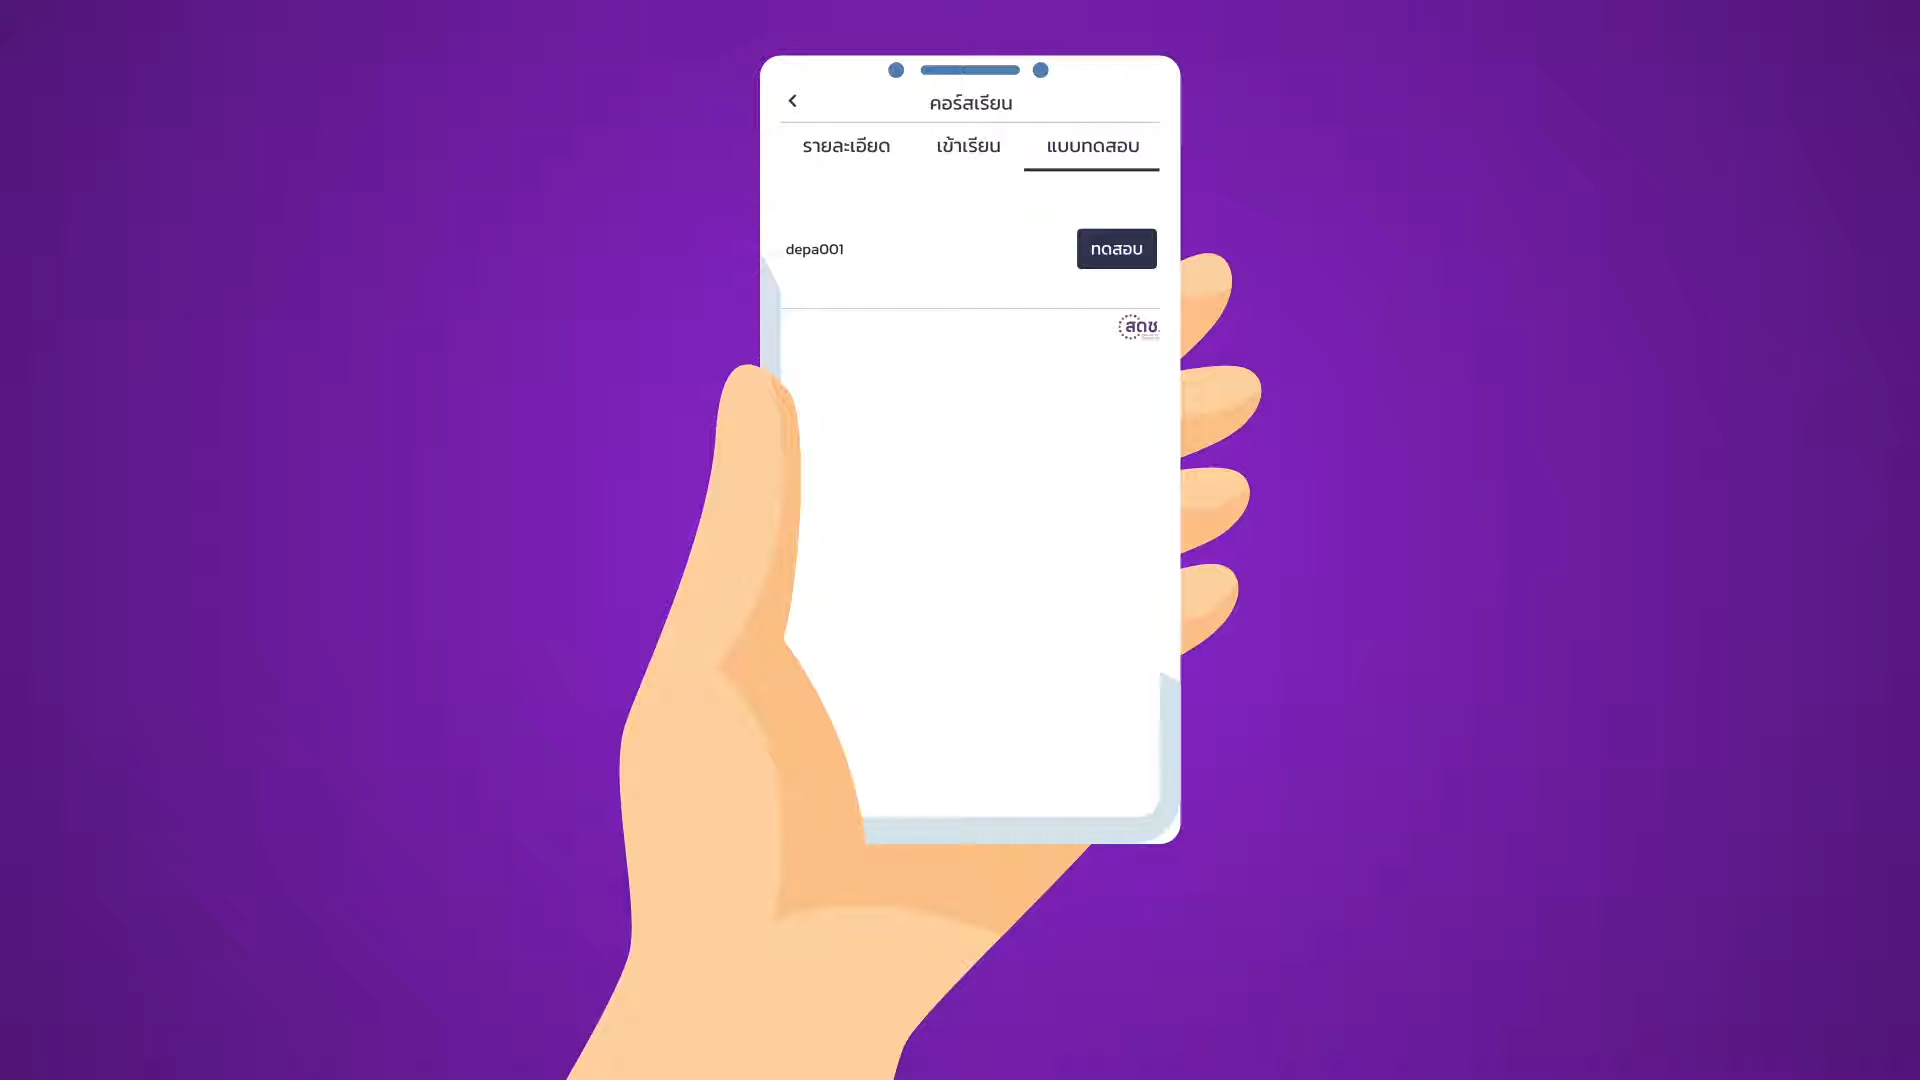 คอร์สเรียน
รายละเอียด เข้าเรียน แบบทดสอบ
depa001 ทดสอบ
สดช.